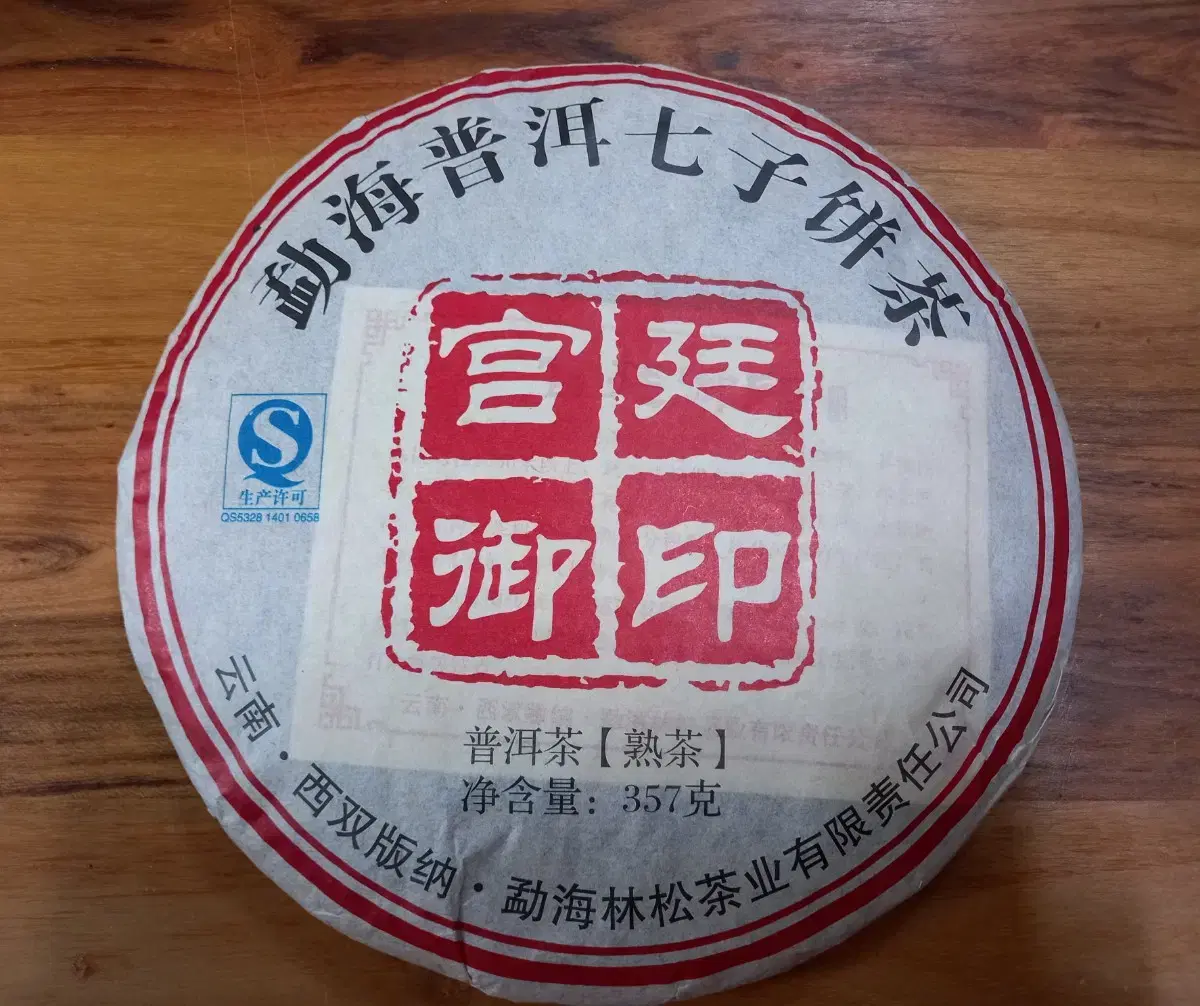 勐海普洱七子饼茶
宫廷
御印
生产许可
QS5328 1401 0658
普洱茶【熟茶】
净含量：357克
云南·西双版纳·勐海林松茶业有限责任公司